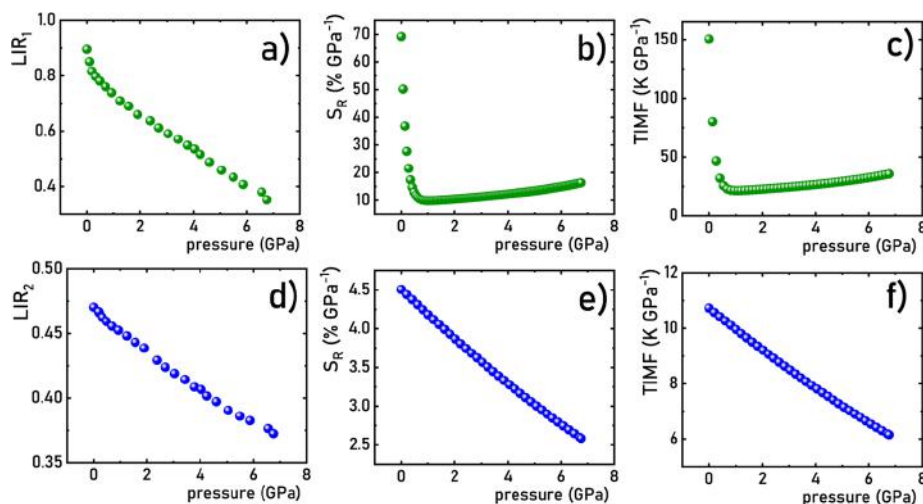 a)
LIR₁
1.0
0.8
0.6
0.4
0 2 4 6 8
pressure (GPa)
b)
S_R (% GPa⁻¹)
70
60
50
40
30
20
10
0 2 4 6 8
pressure (GPa)
c)
TIMF (K GPa⁻¹)
150
100
50
0
0 2 4 6 8
pressure (GPa)
d)
LIR₂
0.50
0.45
0.40
0.35
0 2 4 6 8
pressure (GPa)
e)
S_R (% GPa⁻¹)
4.5
4.0
3.5
3.0
2.5
0 2 4 6 8
pressure (GPa)
f)
TIMF (K GPa⁻¹)
12
10
8
6
0 2 4 6 8
pressure (GPa)